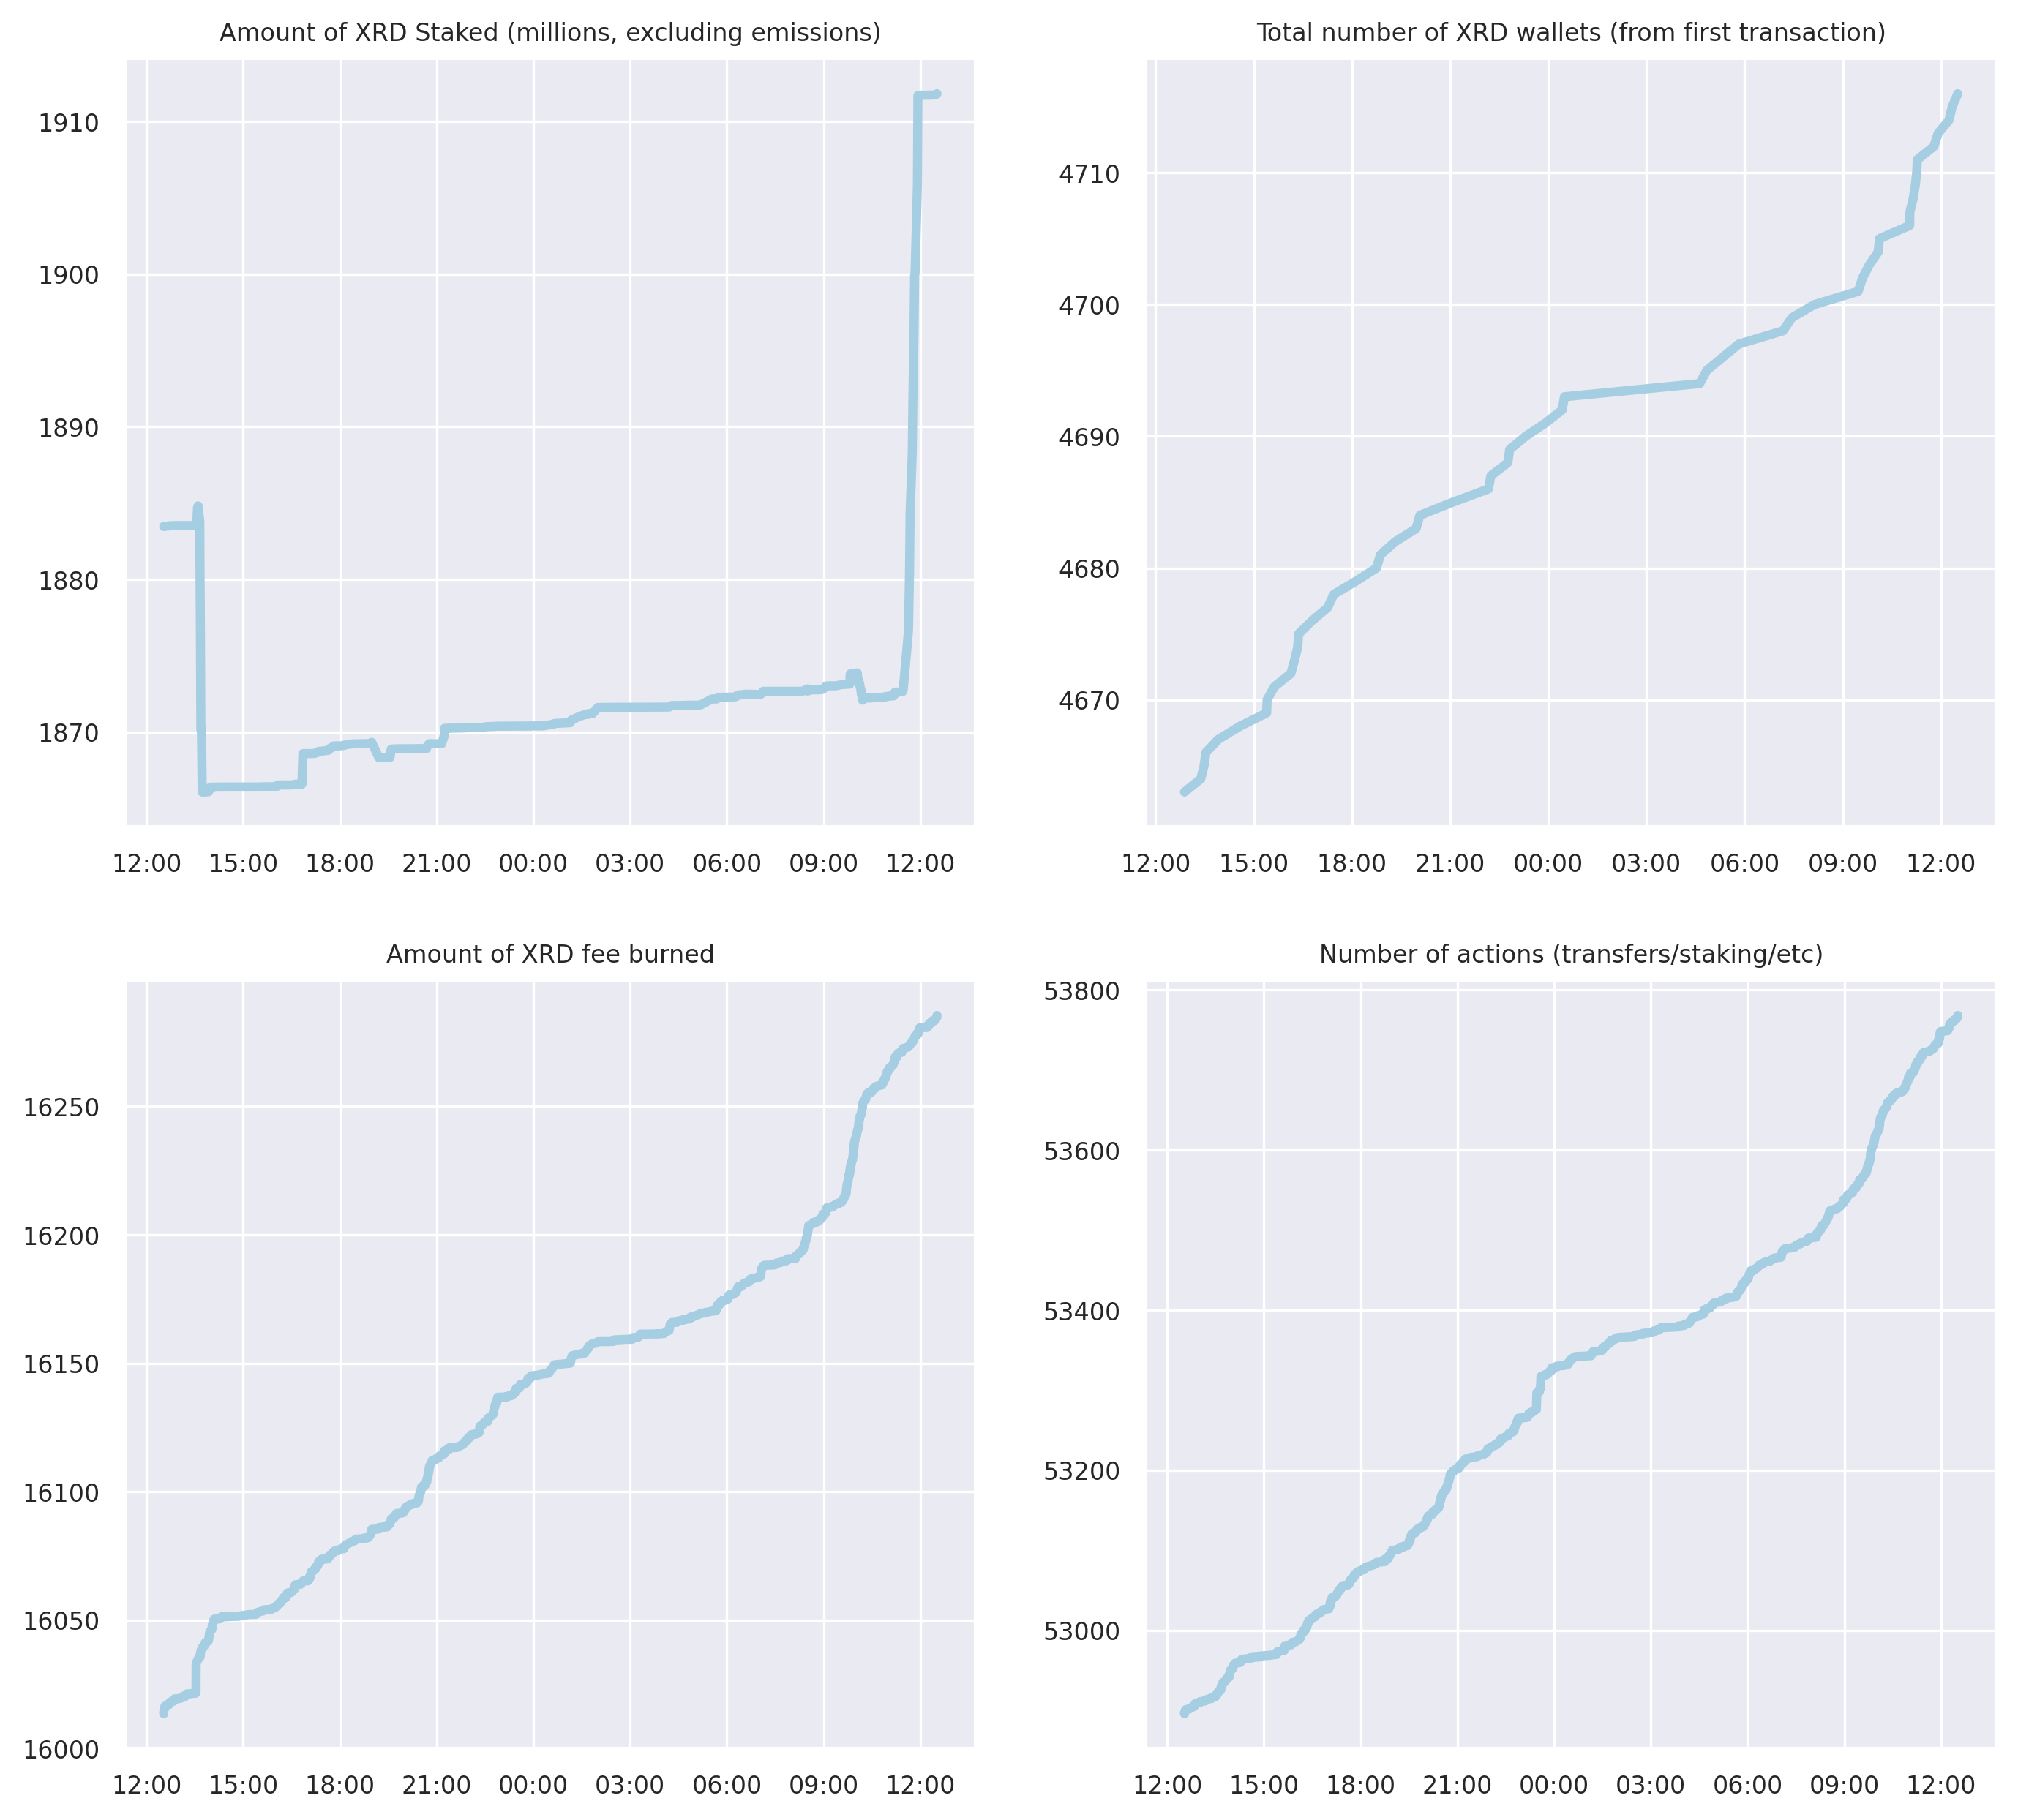 Amount of XRD Staked (millions, excluding emissions)
1910
1900
1890
1880
1870
12:00 15:00 18:00 21:00 00:00 03:00 06:00 09:00 12:00
Total number of XRD wallets (from first transaction)
4710
4700
4690
4680
4670
12:00 15:00 18:00 21:00 00:00 03:00 06:00 09:00 12:00
Amount of XRD fee burned
16250
16200
16150
16100
16050
16000
12:00 15:00 18:00 21:00 00:00 03:00 06:00 09:00 12:00
Number of actions (transfers/staking/etc)
53800
53600
53400
53200
53000
12:00 15:00 18:00 21:00 00:00 03:00 06:00 09:00 12:00